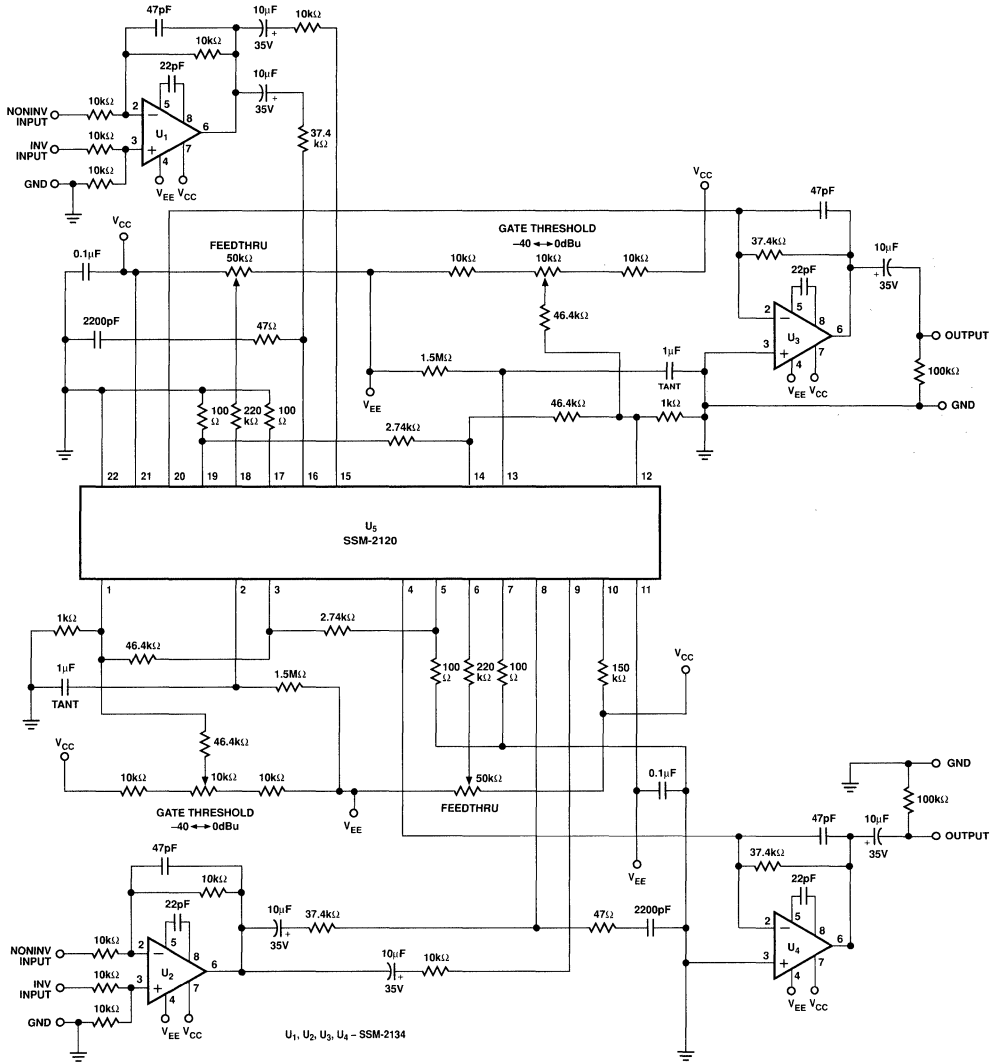 47pF
10µF
10kΩ
+
35V
10kΩ
22pF
10µF
+
35V
NONINV
INPUT
10kΩ
2
5
8
−
U1
6
37.4
kΩ
INV
INPUT
10kΩ
3
+
4
7
GND
10kΩ
VEE
VCC
VCC
47pF
GATE THRESHOLD
–40 ↔ 0dBu
VCC
FEEDTHRU
50kΩ
0.1µF
10kΩ
10kΩ
10kΩ
37.4kΩ
10µF
+
35V
22pF
2200pF
47Ω
46.4kΩ
2
5
8
−
U3
6
OUTPUT
3
+
4
7
1.5MΩ
1µF
TANT
VEE
VCC
100kΩ
VEE
GND
100
Ω
220
kΩ
100
Ω
46.4kΩ
1kΩ
2.74kΩ
22
21
20
19
18
17
16
15
14
13
12
U5
SSM-2120
1
2
3
4
5
6
7
8
9
10
11
1kΩ
2.74kΩ
46.4kΩ
100
Ω
220
kΩ
100
Ω
150
kΩ
VCC
1µF
TANT
1.5MΩ
VCC
46.4kΩ
10kΩ
10kΩ
10kΩ
50kΩ
0.1µF
GND
GATE THRESHOLD
–40 ↔ 0dBu
VEE
FEEDTHRU
100kΩ
47pF
10µF
+
35V
OUTPUT
47pF
VEE
37.4kΩ
10kΩ
22pF
22pF
10µF
+
35V
37.4kΩ
47Ω
2200pF
NONINV
INPUT
10kΩ
2
5
8
−
U2
6
10µF
+
35V
10kΩ
2
5
8
−
U4
6
INV
INPUT
10kΩ
3
+
4
7
3
+
4
7
GND
10kΩ
VEE
VCC
VEE
VCC
U1, U2, U3, U4 – SSM-2134